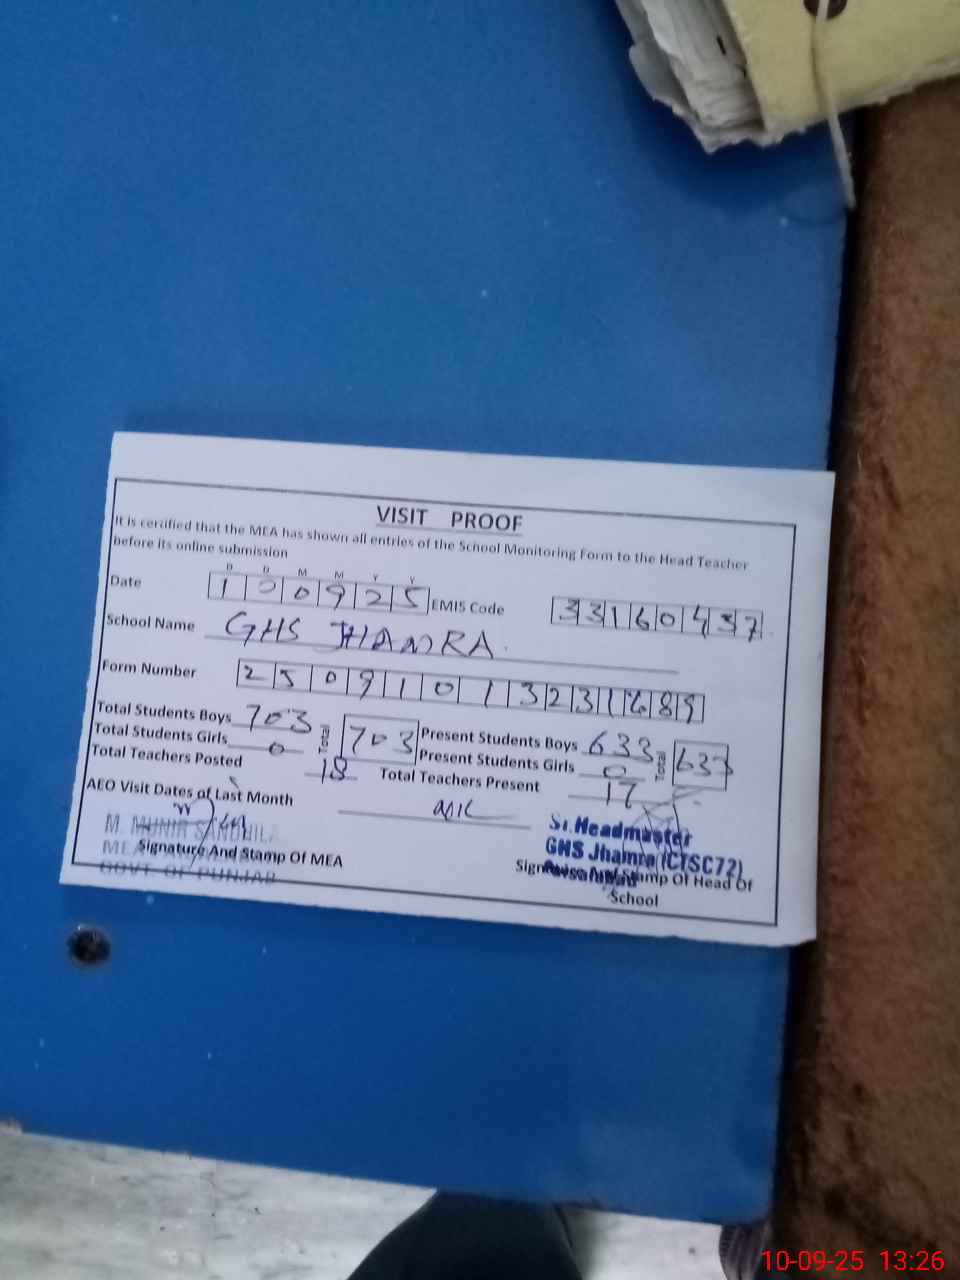 VISIT PROOF
It is certified that the MEA has shown all entries of the School Monitoring Form to the Head Teacher
before its online submission
D D M M Y Y
Date 1 0 0 9 2 5 EMIS Code 3 3 1 6 0 4 3 7
School Name GHS JHAMRA
Form Number 2 5 0 9 1 0 1 3 2 3 1 8 9
Total Students Boys 703 Total 703 Present Students Boys 633 Total 633
Total Students Girls 0 Present Students Girls 0
Total Teachers Posted 18 Total Teachers Present 17
AEO Visit Dates of Last Month NIL
M. MUNIR
Signature And Stamp Of MEA
GOVT. OF PUNJAB
Sr. Headmaster
GHS Jhamra (CTSC72)
Signature And Stamp Of Head Of
School
10-09-25 13:26